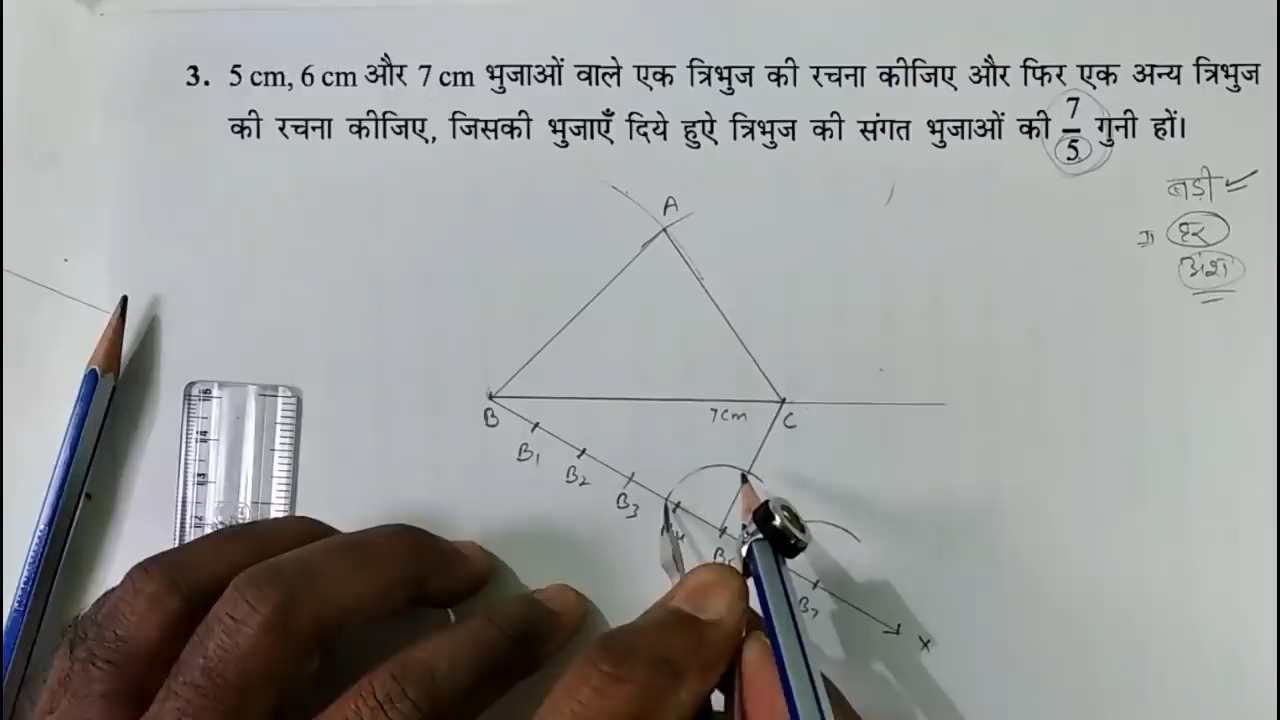 3. 5 cm, 6 cm और 7 cm भुजाओं वाले एक त्रिभुज की रचना कीजिए और फिर एक अन्य त्रिभुज
की रचना कीजिए, जिसकी भुजाएँ दिये हुऐ त्रिभुज की संगत भुजाओं की 7/5 गुनी हों।
बड़ी
हर
अंश
A
B
7cm
C
B1
B2
B3
B7
X